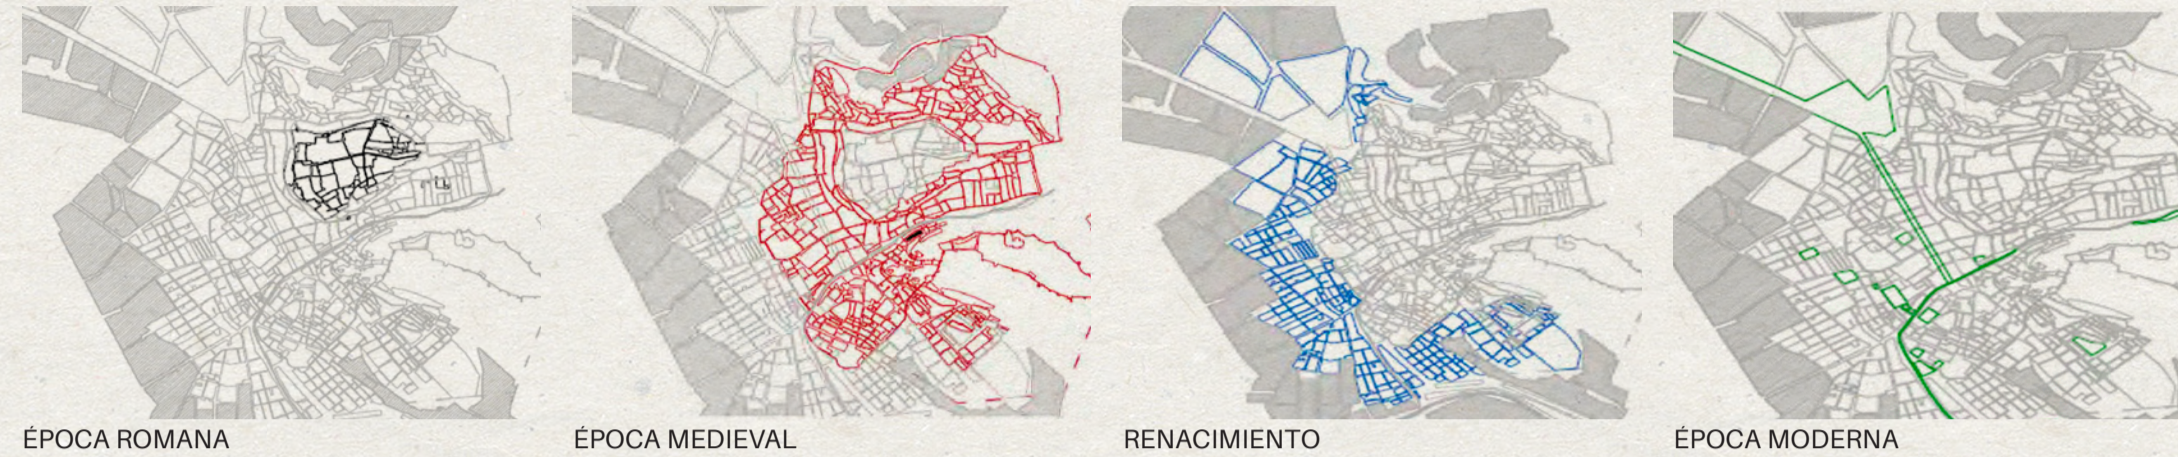 ÉPOCA ROMANA
ÉPOCA MEDIEVAL
RENACIMIENTO
ÉPOCA MODERNA